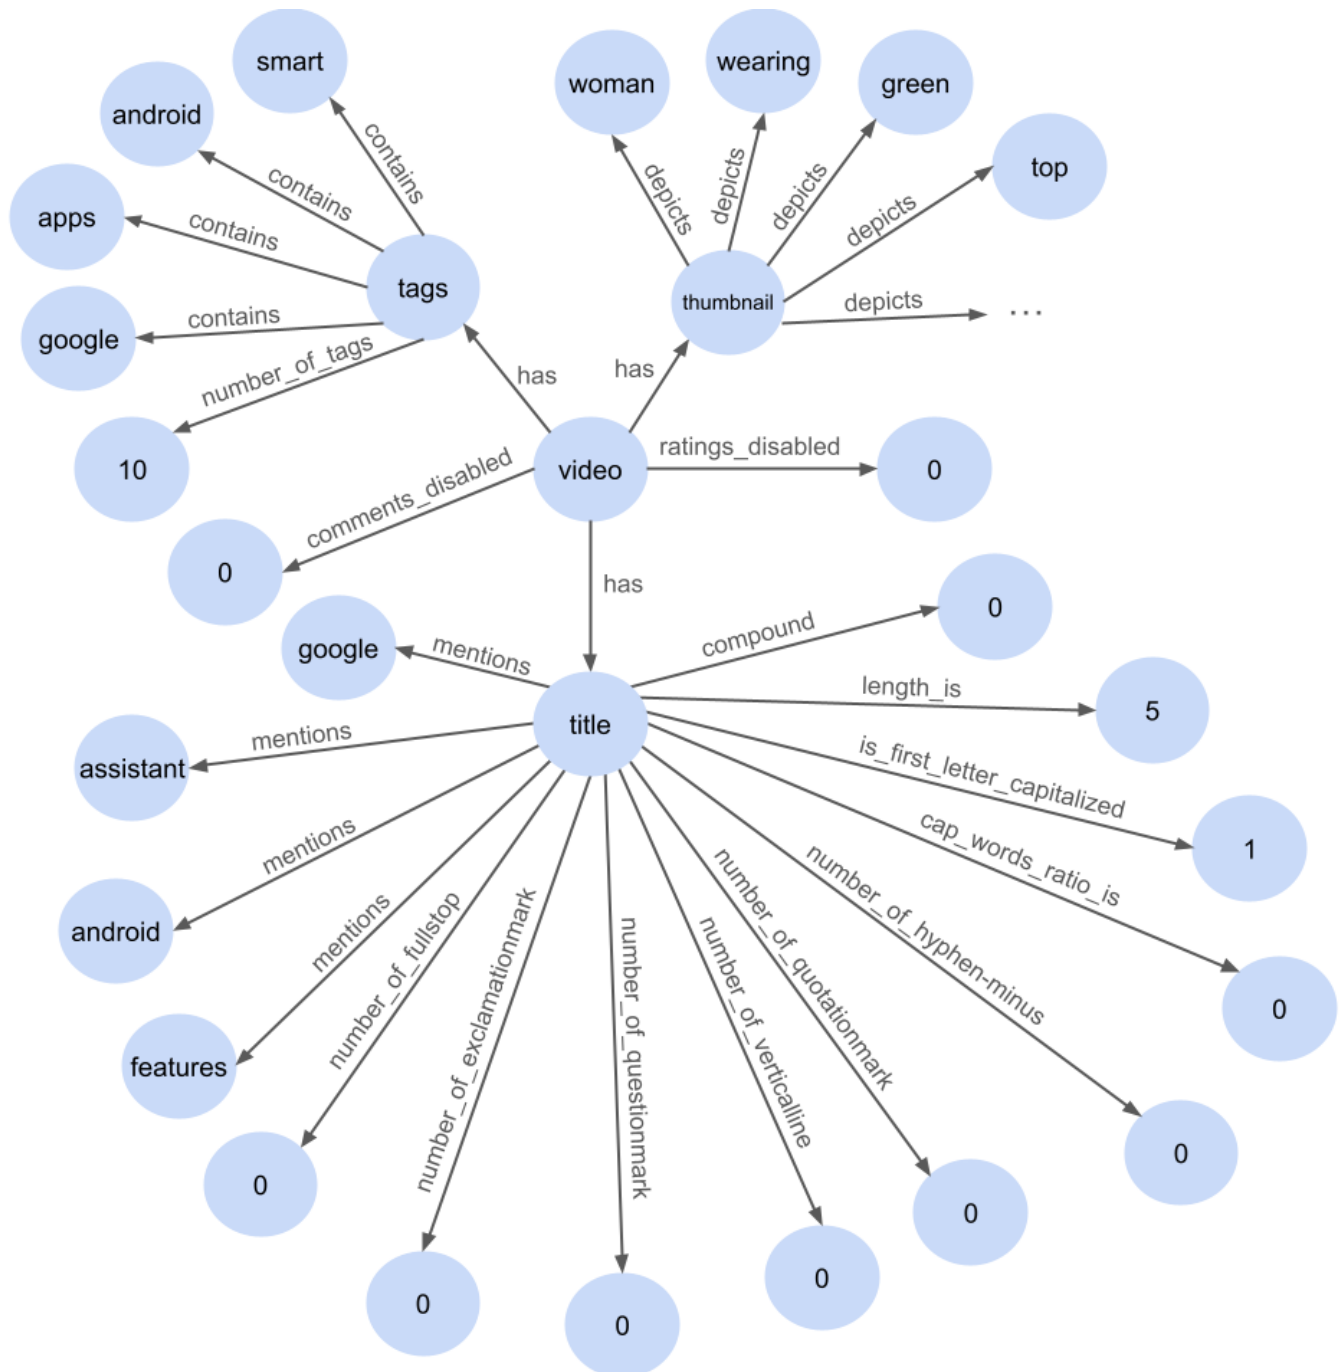 smart
wearing
woman
green
android
contains
depicts
depicts
depicts
top
contains
apps
contains
depicts
tags
thumbnail
depicts
...
contains
google
number_of_tags
has
has
10
comments_disabled
video
ratings_disabled
0
0
has
0
google
mentions
compound
length_is
5
title
mentions
assistant
is_first_letter_capitalized
1
mentions
cap_words_ratio_is
android
number_of_hyphen-minus
number_of_quotationmark
mentions
number_of_fullstop
number_of_exclamationmark
number_of_questionmark
number_of_verticalline
0
features
0
0
0
0
0
0